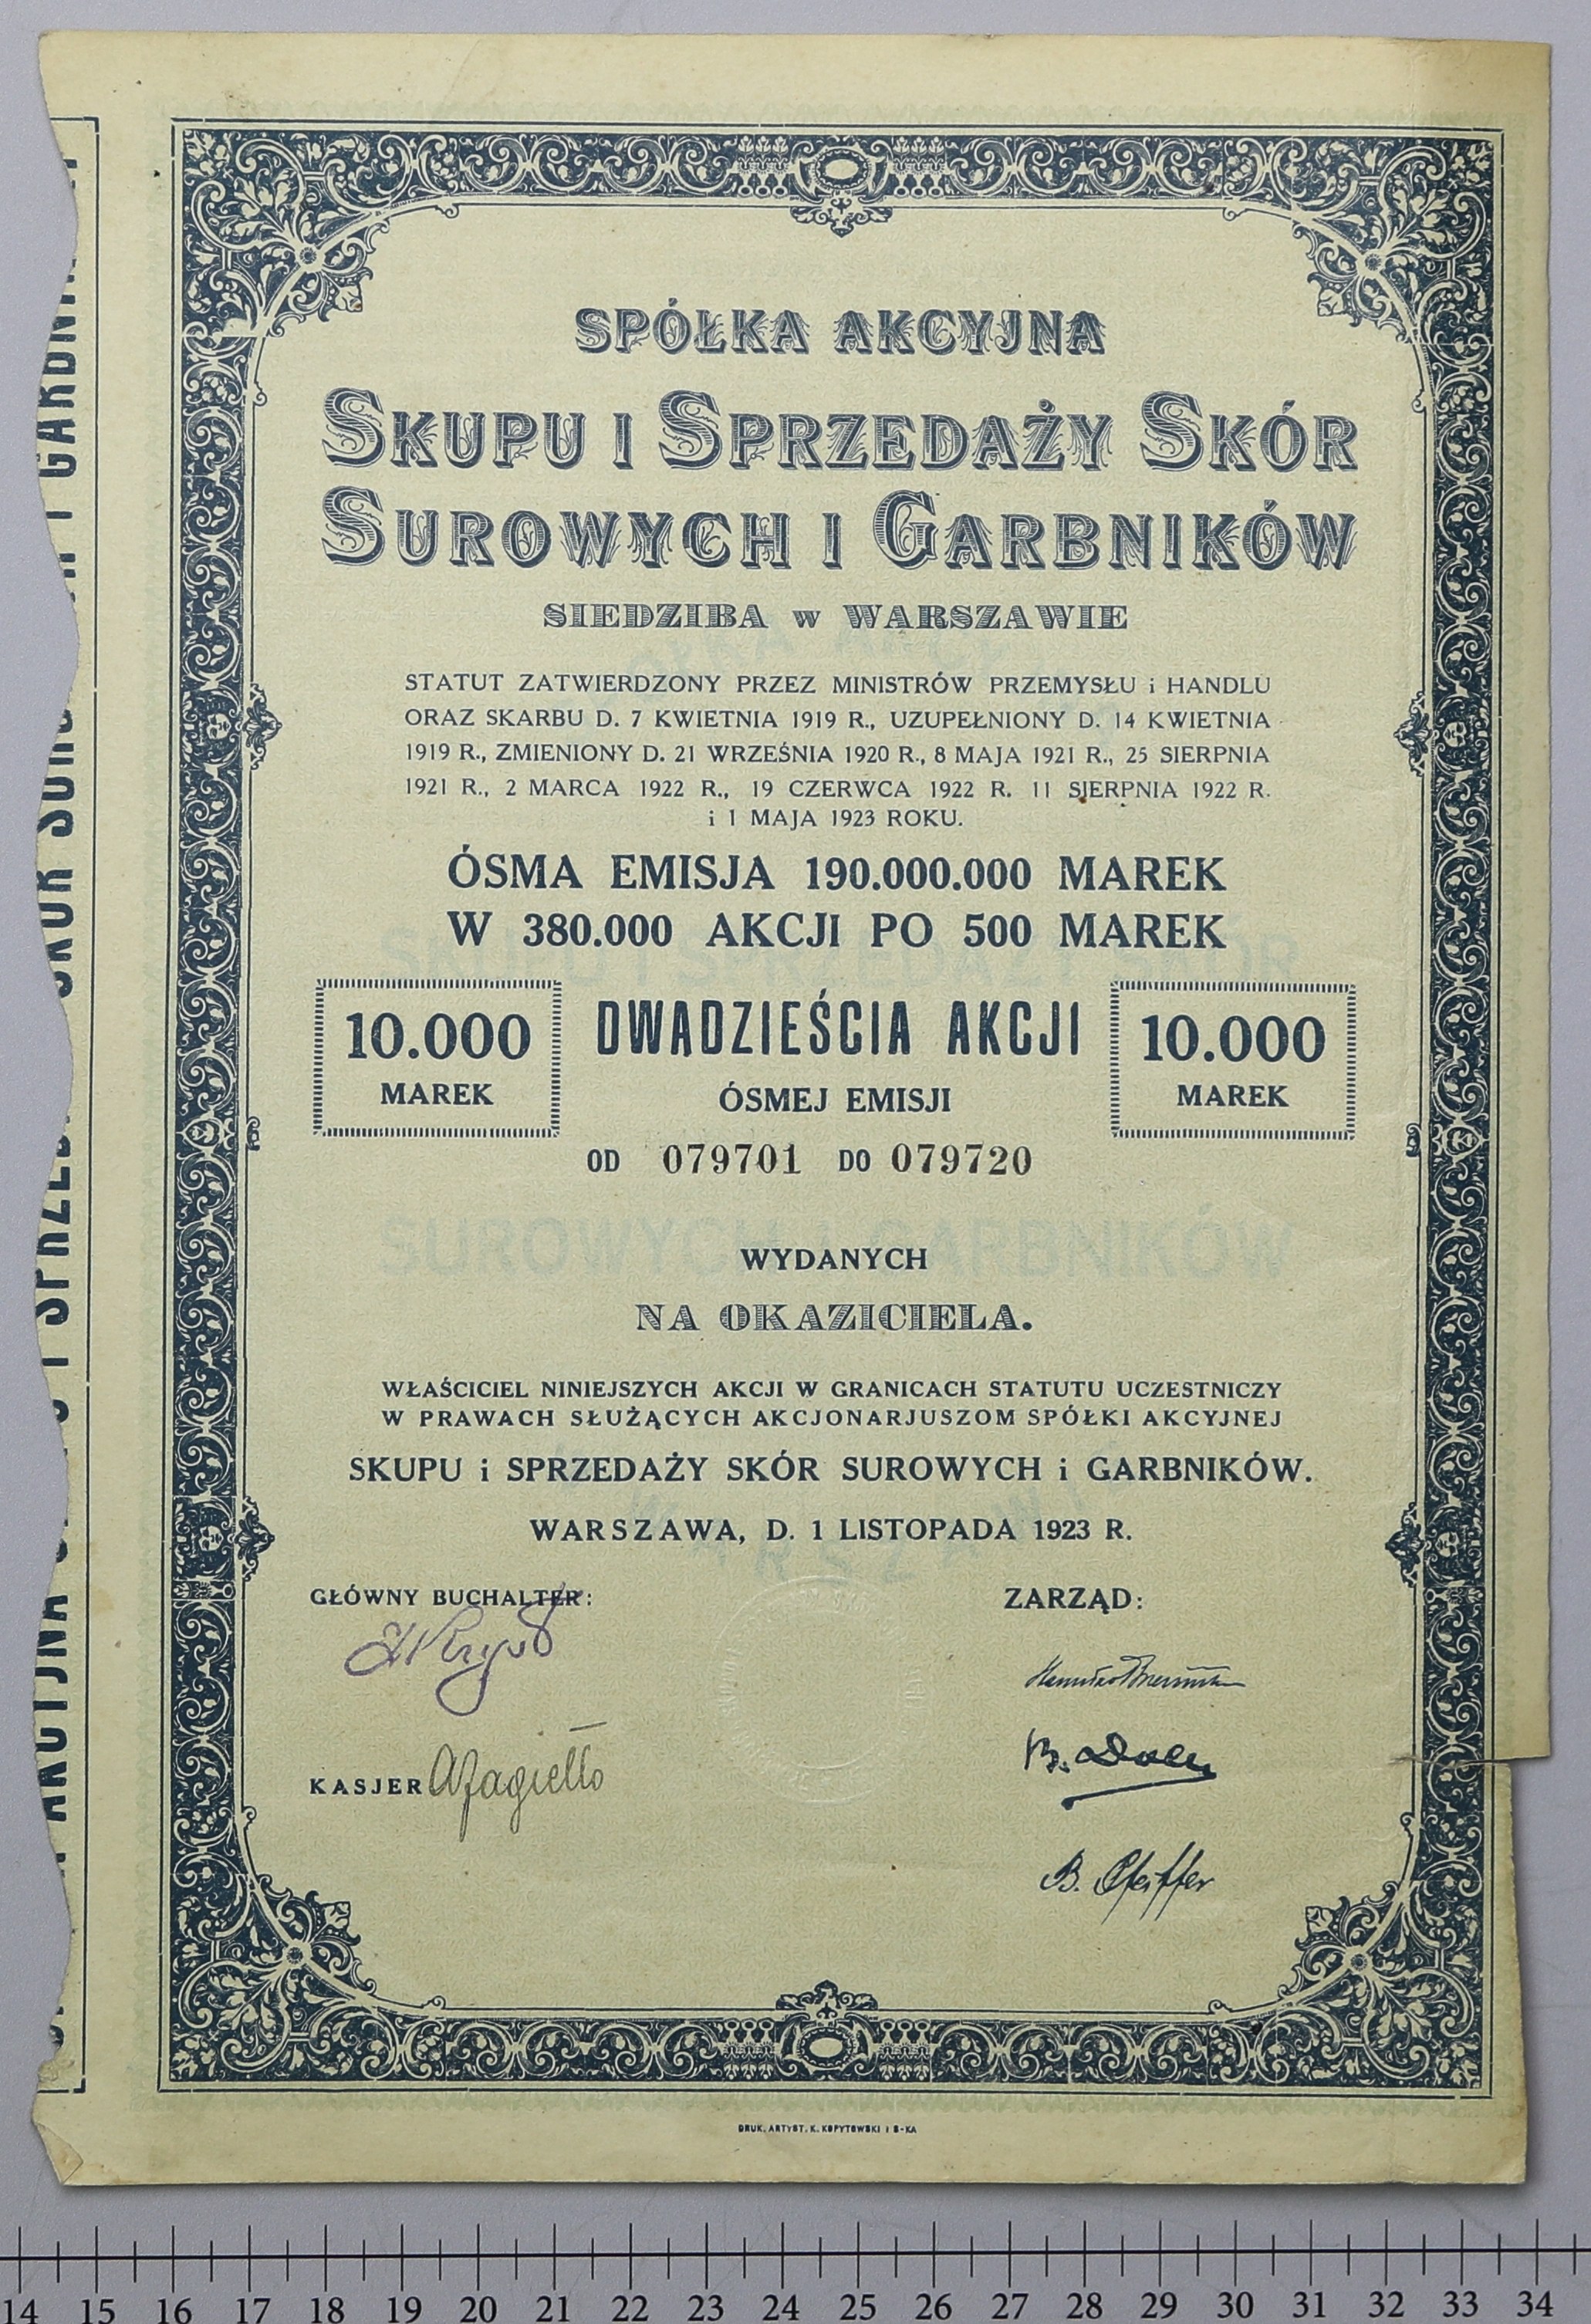 SPÓŁKA AKCYJNA
SKUPU I SPRZEDAŻY SKÓR
SUROWYCH I GARBNIKÓW
SIEDZIBA w WARSZAWIE
STATUT ZATWIERDZONY PRZEZ MINISTRÓW PRZEMYSŁU i HANDLU
ORAZ SKARBU D. 7 KWIETNIA 1919 R., UZUPEŁNIONY D. 14 KWIETNIA
1919 R., ZMIENIONY D. 21 WRZEŚNIA 1920 R., 8 MAJA 1921 R., 25 SIERPNIA
1921 R., 2 MARCA 1922 R., 19 CZERWCA 1922 R. 11 SIERPNIA 1922 R.
i 1 MAJA 1923 ROKU.
ÓSMA EMISJA 190.000.000 MAREK
W 380.000 AKCJI PO 500 MAREK
10.000
MAREK
DWADZIEŚCIA AKCJI
ÓSMEJ EMISJI
10.000
MAREK
OD 079701 DO 079720
WYDANYCH
NA OKAZICIELA.
WŁAŚCICIEL NINIEJSZYCH AKCJI W GRANICACH STATUTU UCZESTNICZY
W PRAWACH SŁUŻĄCYCH AKCJONARJUSZOM SPÓŁKI AKCYJNEJ
SKUPU i SPRZEDAŻY SKÓR SUROWYCH i GARBNIKÓW.
WARSZAWA, D. 1 LISTOPADA 1923 R.
GŁÓWNY BUCHALTER:
ZARZĄD:
KASJER AJagiełło
B. Pfeiffer
DRUK. ARTYST. K. KOPYTOWSKI I S-KA
14 15 16 17 18 19 20 21 22 23 24 25 26 27 28 29 30 31 32 33 34